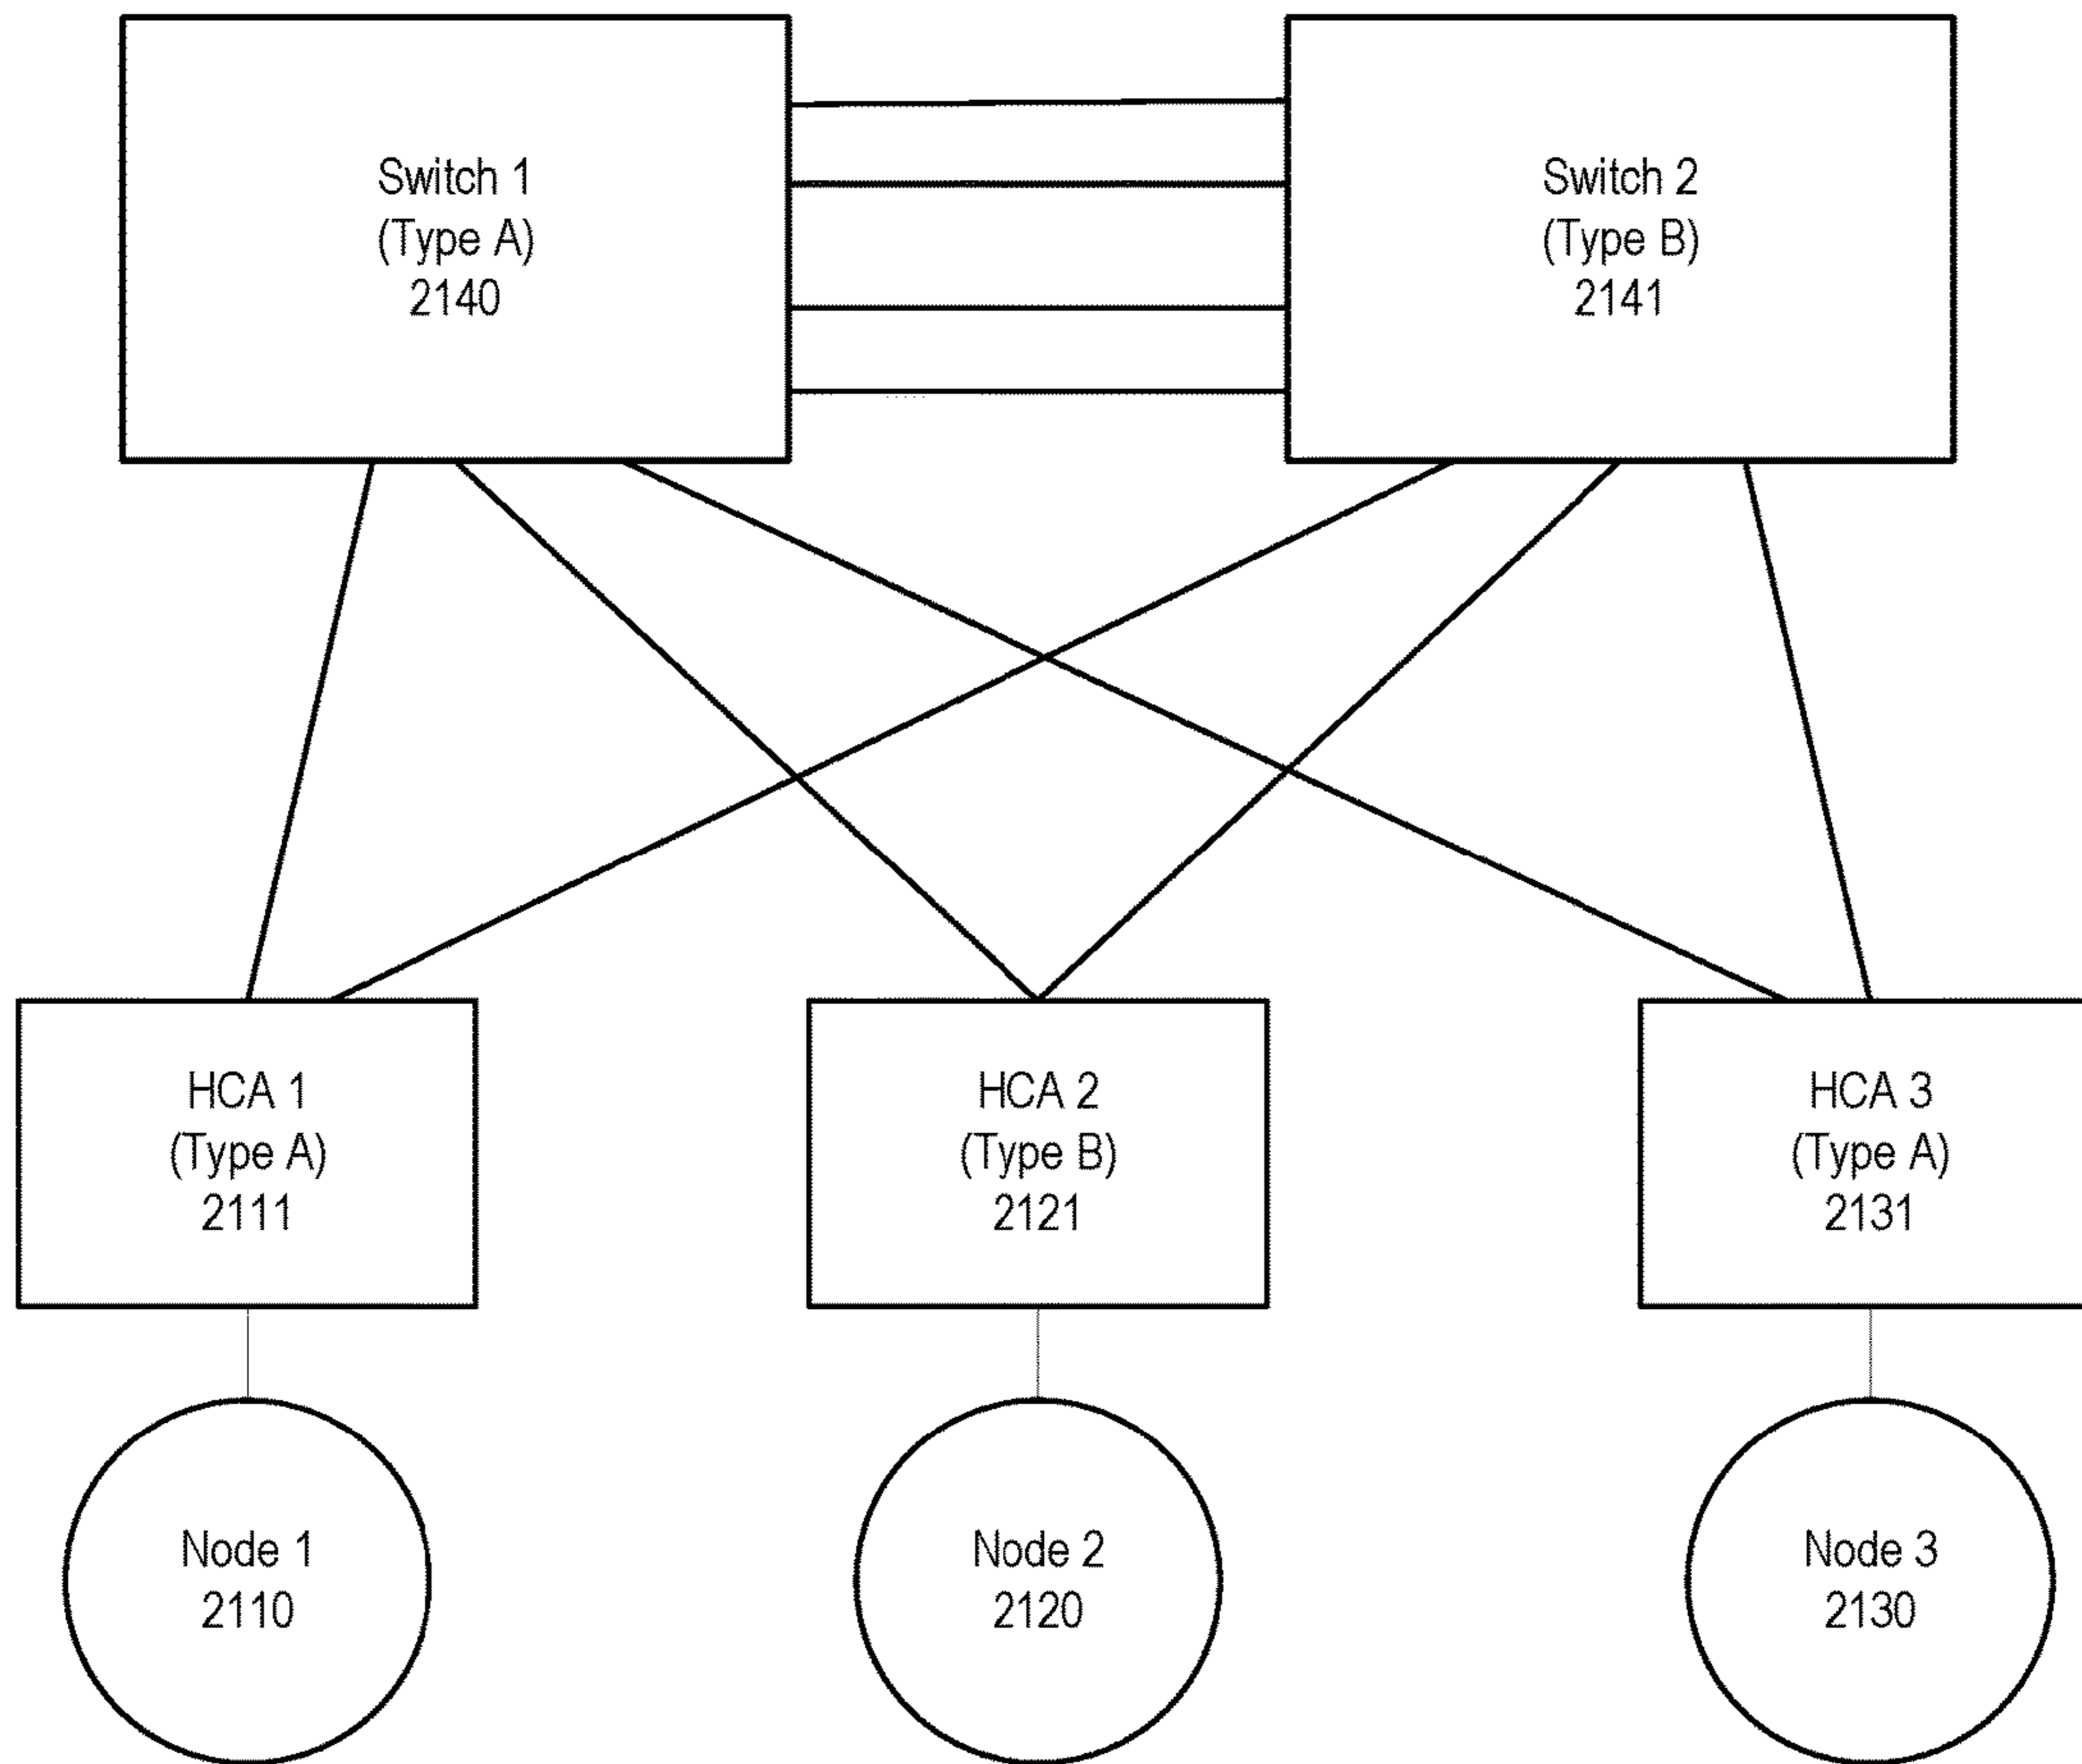 Switch 1
(Type A)
2140
Switch 2
(Type B)
2141
HCA 1
(Type A)
2111
HCA 2
(Type B)
2121
HCA 3
(Type A)
2131
Node 1
2110
Node 2
2120
Node 3
2130